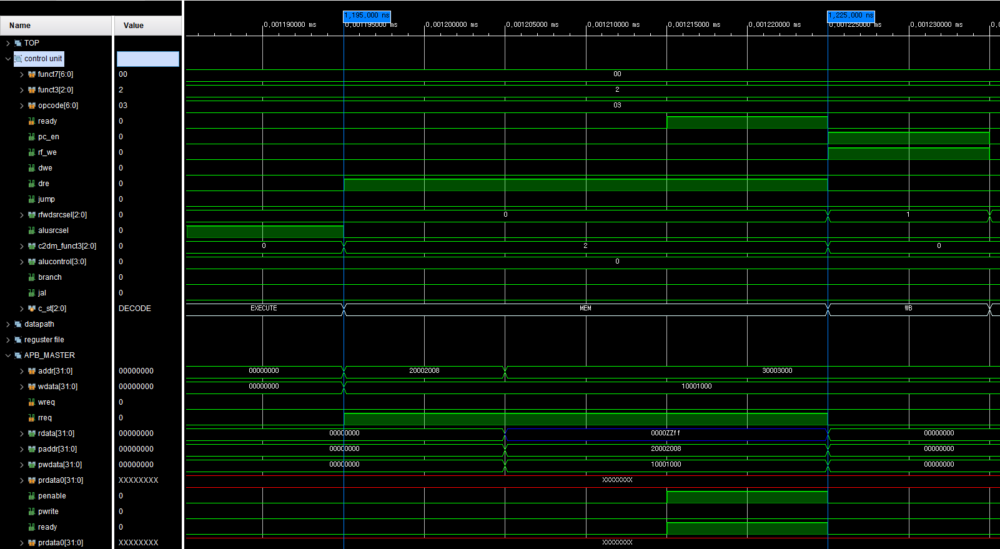 1,195.000 ns 1,225.000 ns
Name Value 0.001190000 ms 0.001195000 ms 0.001200000 ms 0.001205000 ms 0.001210000 ms 0.001215000 ms 0.001220000 ms 0.001225000 ms 0.001230000 ms
TOP
control unit
funct7[6:0] 00 00
funct3[2:0] 2 2
opcode[6:0] 03 03
ready 0
pc_en 0
rf_we 0
dwe 0
dre 0
jump 0
rfwdsrcsel[2:0] 0 0 1
alusrcsel 0
c2dm_funct3[2:0] 0 0 2 0
alucontrol[3:0] 0 0
branch 0
jal 0
c_st[2:0] DECODE EXECUTE MEM WB
datapath
reguster file
APB_MASTER
addr[31:0] 00000000 00000000 20002008 30003000
wdata[31:0] 00000000 00000000 10001000
wreq 0
rreq 0
rdata[31:0] 00000000 00000000 0000ZZff 00000000
paddr[31:0] 00000000 00000000 20002008 00000000
pwdata[31:0] 00000000 00000000 10001000 00000000
prdata0[31:0] XXXXXXXX XXXXXXXX
penable 0
pwrite 0
ready 0
prdata0[31:0] XXXXXXXX XXXXXXXX